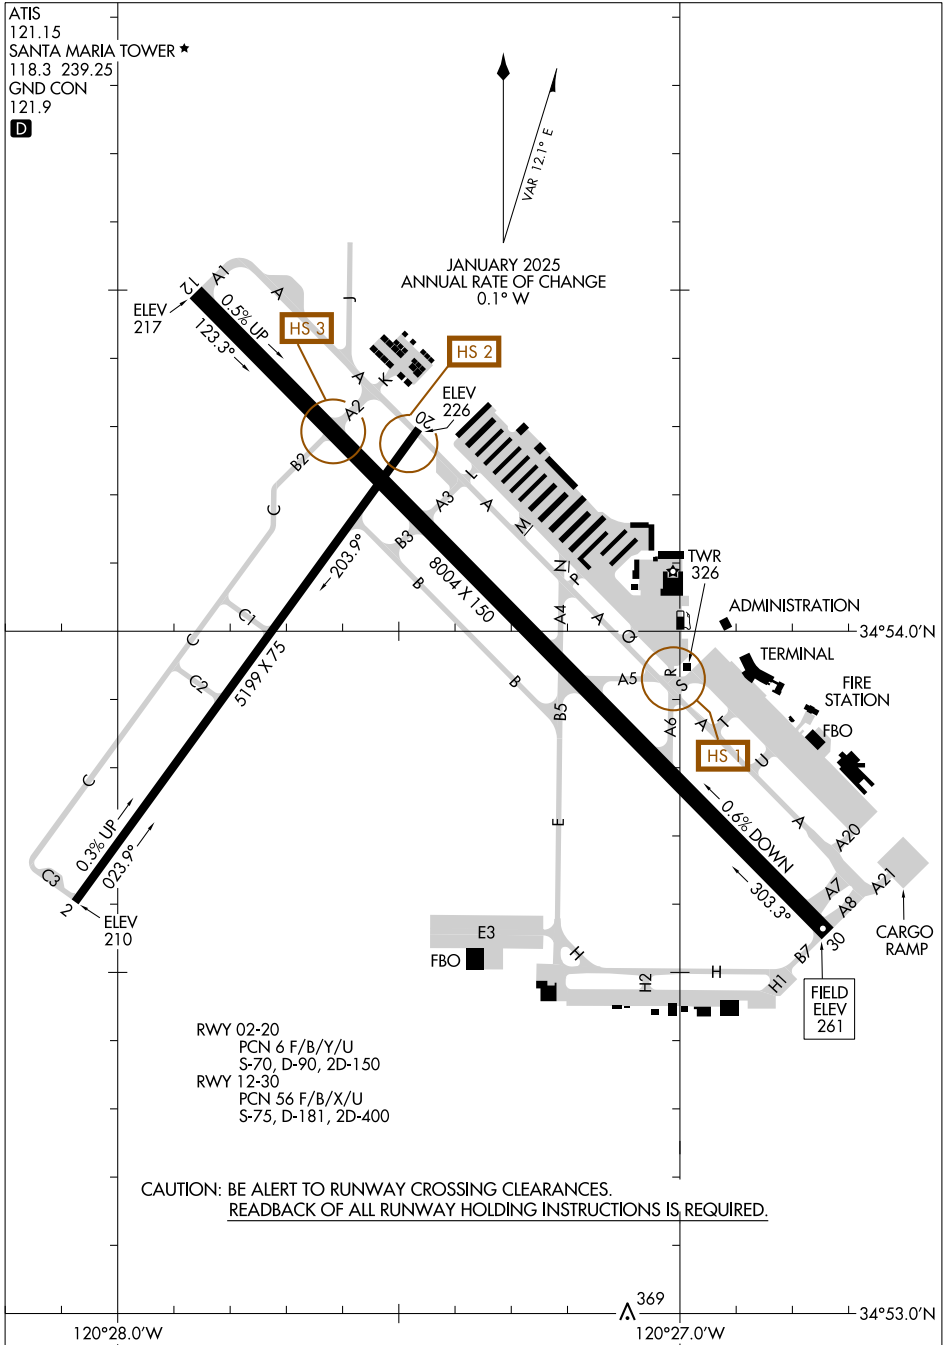 ATIS
121.15
SANTA MARIA TOWER ★
118.3 239.25
GND CON
121.9
D
VAR 12.1° E
JANUARY 2025
ANNUAL RATE OF CHANGE
0.1° W
12
A1
A
J
ELEV
217
0.5% UP
123.3°
HS 3
HS 2
A
K
A2
ELEV
226
20
B2
C
L
A3
A
M
B3
203.9°
B
8004 X 150
N
P
TWR
326
A4
A
Q
ADMINISTRATION
34°54.0'N
C1
C
C2
5199 X 75
B
B5
A5
R
S
TERMINAL
FIRE
STATION
FBO
A6
A
T
U
HS 1
C
E
0.6% DOWN
A
A20
0.3% UP
023.9°
C3
2
ELEV
210
303.3°
A7
A8
A21
30
B7
CARGO
RAMP
E3
FBO
H
H2
H
H1
FIELD
ELEV
261
RWY 02-20
PCN 6 F/B/Y/U
S-70, D-90, 2D-150
RWY 12-30
PCN 56 F/B/X/U
S-75, D-181, 2D-400
CAUTION: BE ALERT TO RUNWAY CROSSING CLEARANCES.
READBACK OF ALL RUNWAY HOLDING INSTRUCTIONS IS REQUIRED.
369
34°53.0'N
120°28.0'W
120°27.0'W